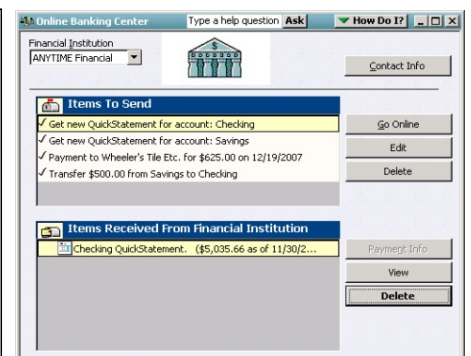 Online Banking Center Type a help question Ask How Do I?
Financial Institution
ANYTIME Financial
$
Contact Info
Items To Send
Get new QuickStatement for account: Checking
Get new QuickStatement for account: Savings
Payment to Wheeler's Tile Etc. for $625.00 on 12/19/2007
Transfer $500.00 from Savings to Checking
Go Online
Edit
Delete
Items Received From Financial Institution
Checking QuickStatement. ($5,035.66 as of 11/30/2...
Payment Info
View
Delete